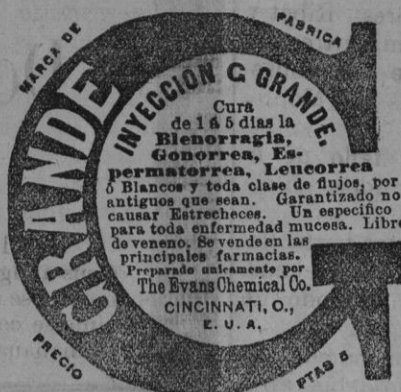 MARCA DE FABRICA
GRANDE
INYECCION G GRANDE.
Cura
de 1 á 5 días la
Blenorragia,
Gonorrea, Es-
permatorrea, Leucorrea
ó Blancos y toda clase de flujos, por
antiguos que sean. Garantizado no
causar Estrecheces. Un especifico
para toda enfermedad mucosa. Libre
de veneno. Se vende en las
principales farmacias.
Preparado unicamente por
The Evans Chemical Co.
CINCINNATI, O.,
E. U. A.
PRECIO PTAS 5